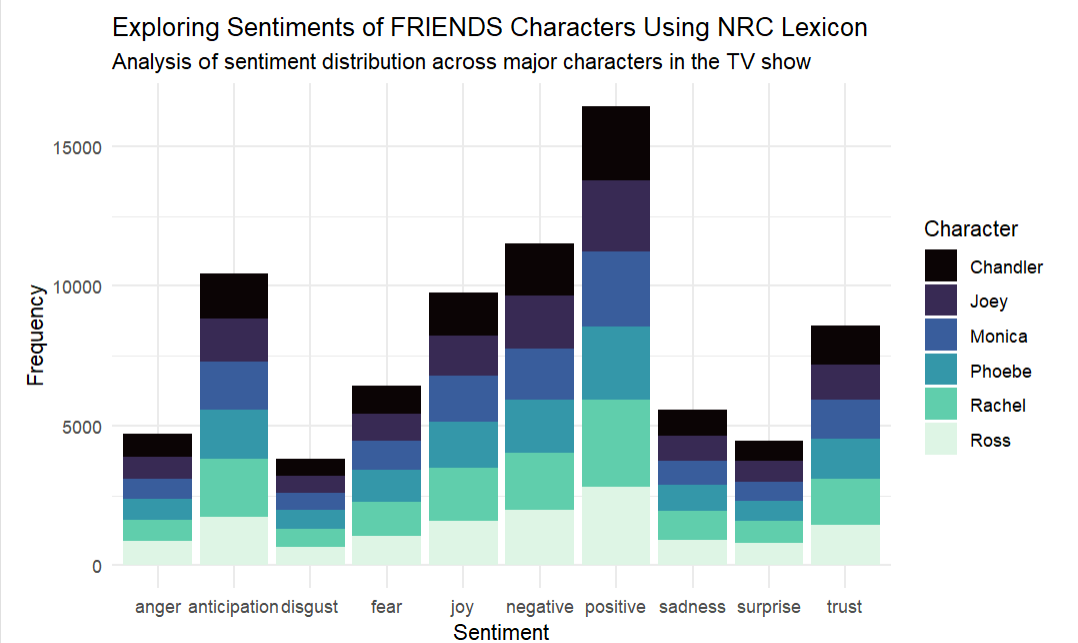 Exploring Sentiments of FRIENDS Characters Using NRC Lexicon
Analysis of sentiment distribution across major characters in the TV show
15000
10000
5000
0
Frequency
anger anticipation disgust fear joy negative positive sadness surprise trust
Sentiment
Character
Chandler
Joey
Monica
Phoebe
Rachel
Ross